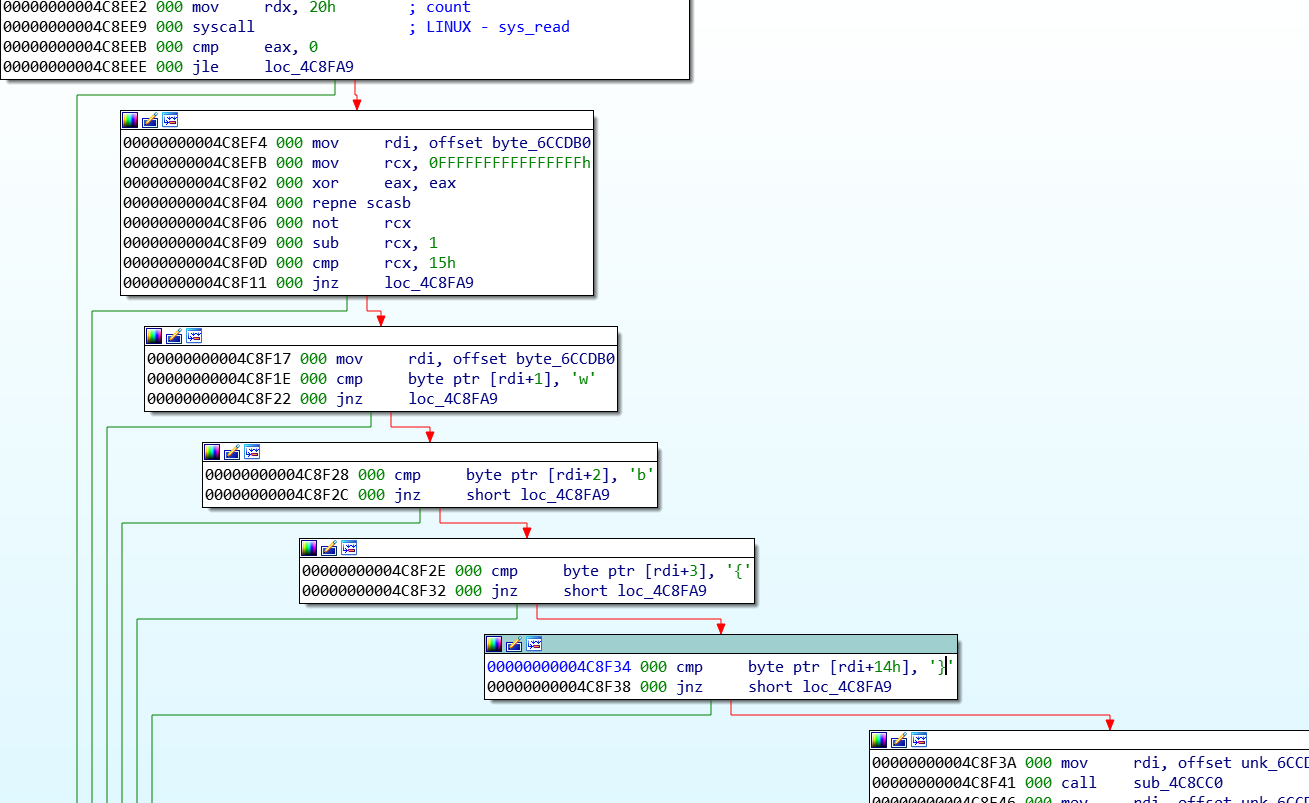 00000000004C8EE2 000 mov rdx, 20h ; count
00000000004C8EE9 000 syscall ; LINUX - sys_read
00000000004C8EEB 000 cmp eax, 0
00000000004C8EEE 000 jle loc_4C8FA9
00000000004C8EF4 000 mov rdi, offset byte_6CCDB0
00000000004C8EFB 000 mov rcx, 0FFFFFFFFFFFFFFFFh
00000000004C8F02 000 xor eax, eax
00000000004C8F04 000 repne scasb
00000000004C8F06 000 not rcx
00000000004C8F09 000 sub rcx, 1
00000000004C8F0D 000 cmp rcx, 15h
00000000004C8F11 000 jnz loc_4C8FA9
00000000004C8F17 000 mov rdi, offset byte_6CCDB0
00000000004C8F1E 000 cmp byte ptr [rdi+1], 'w'
00000000004C8F22 000 jnz loc_4C8FA9
00000000004C8F28 000 cmp byte ptr [rdi+2], 'b'
00000000004C8F2C 000 jnz short loc_4C8FA9
00000000004C8F2E 000 cmp byte ptr [rdi+3], '{'
00000000004C8F32 000 jnz short loc_4C8FA9
00000000004C8F34 000 cmp byte ptr [rdi+14h], '}'
00000000004C8F38 000 jnz short loc_4C8FA9
00000000004C8F3A 000 mov rdi, offset unk_6CCD
00000000004C8F41 000 call sub_4C8CC0
00000000004C8F46 000 mov rdi, offset unk_6CC